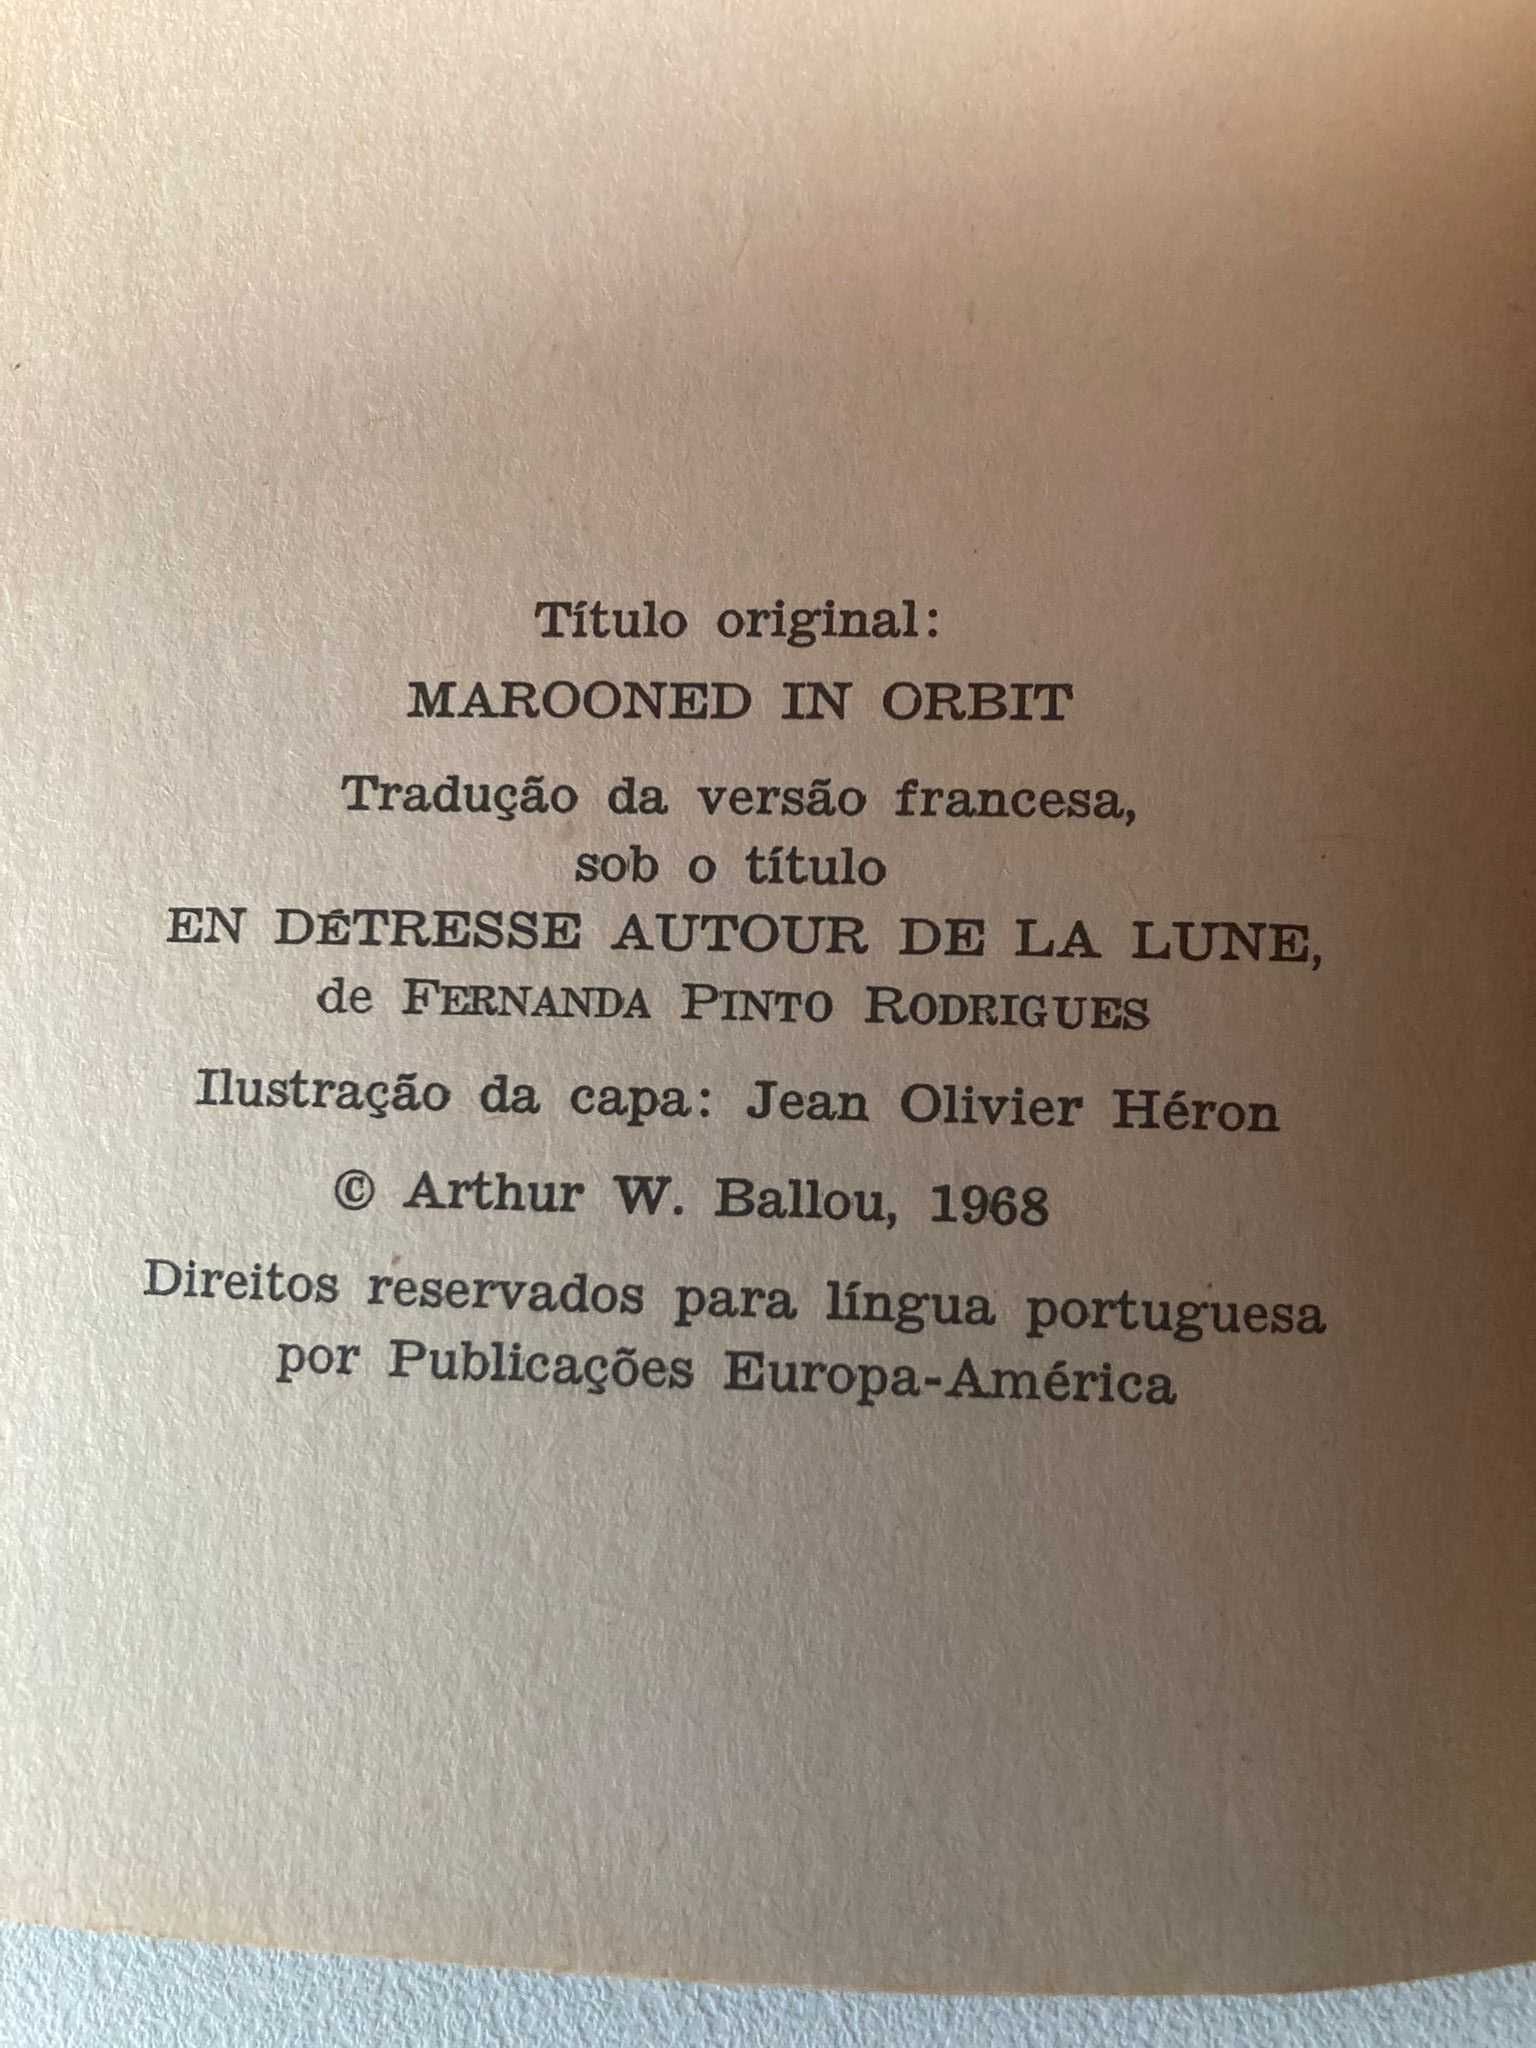 Título original:
MAROONED IN ORBIT
Tradução da versão francesa,
sob o título
EN DÉTRESSE AUTOUR DE LA LUNE,
de FERNANDA PINTO RODRIGUES
Ilustração da capa: Jean Olivier Héron
© Arthur W. Ballou, 1968
Direitos reservados para língua portuguesa
por Publicações Europa-América